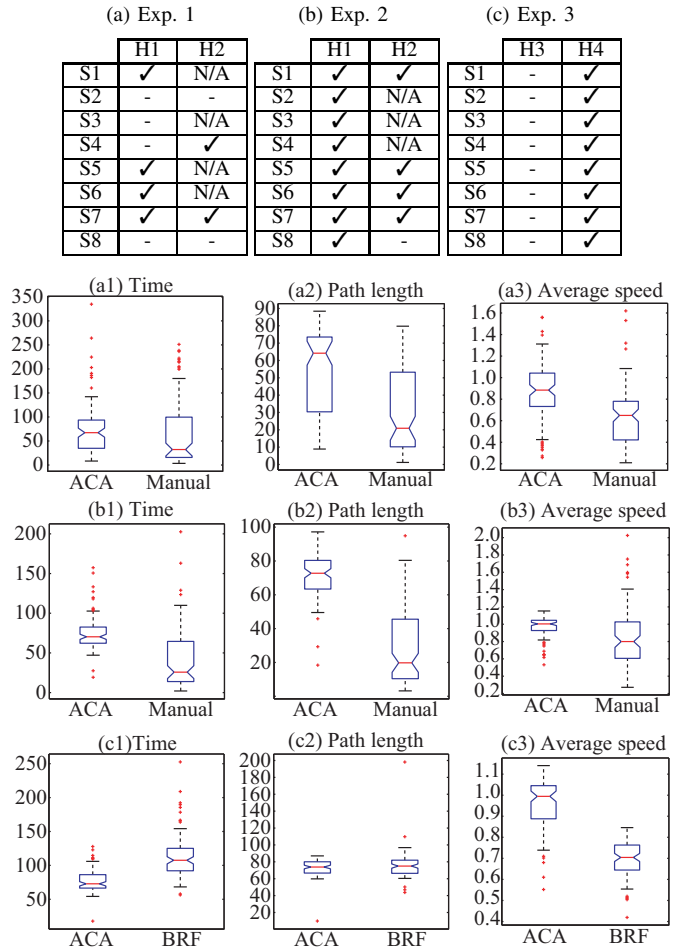 (a) Exp. 1 (b) Exp. 2 (c) Exp. 3
H1 H2 H1 H2 H3 H4
S1 ✓ N/A S1 ✓ ✓ S1 - ✓
S2 - - S2 ✓ N/A S2 - ✓
S3 - N/A S3 ✓ N/A S3 - ✓
S4 - ✓ S4 ✓ N/A S4 - ✓
S5 ✓ N/A S5 ✓ ✓ S5 - ✓
S6 ✓ N/A S6 ✓ ✓ S6 - ✓
S7 ✓ ✓ S7 ✓ ✓ S7 - ✓
S8 - - S8 ✓ - S8 - ✓
(a1) Time
350
300
250
200
150
100
50
0
ACA Manual
(a2) Path length
90
80
70
60
50
40
30
20
10
0
ACA Manual
(a3) Average speed
1.6
1.4
1.2
1.0
0.8
0.6
0.4
0.2
ACA Manual
(b1) Time
200
150
100
50
0
ACA Manual
(b2) Path length
100
80
60
40
20
ACA Manual
(b3) Average speed
2.0
1.8
1.6
1.4
1.2
1.0
0.8
0.6
0.4
0.2
ACA Manual
(c1)Time
250
200
150
100
50
ACA BRF
(c2) Path length
200
180
160
140
120
100
80
60
40
20
ACA BRF
(c3) Average speed
1.1
1.0
0.9
0.8
0.7
0.6
0.5
0.4
ACA BRF